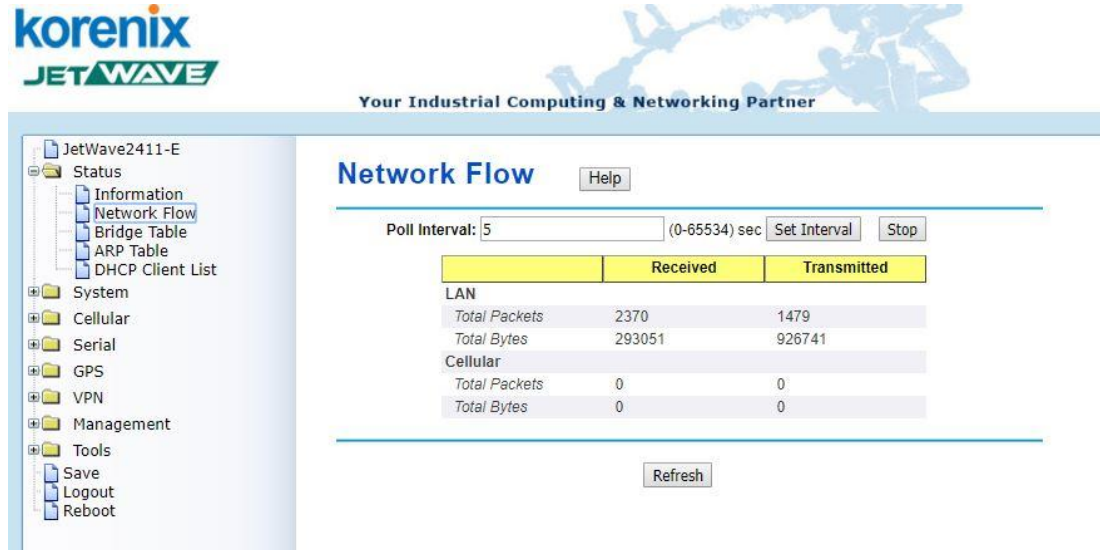 korenix
JETWAVE
Your Industrial Computing & Networking Partner
JetWave2411-E
Status
Information
Network Flow
Bridge Table
ARP Table
DHCP Client List
System
Cellular
Serial
GPS
VPN
Management
Tools
Save
Logout
Reboot
Network Flow Help
Poll Interval: 5 (0-65534) sec Set Interval Stop
Received Transmitted
LAN
Total Packets 2370 1479
Total Bytes 293051 926741
Cellular
Total Packets 0 0
Total Bytes 0 0
Refresh